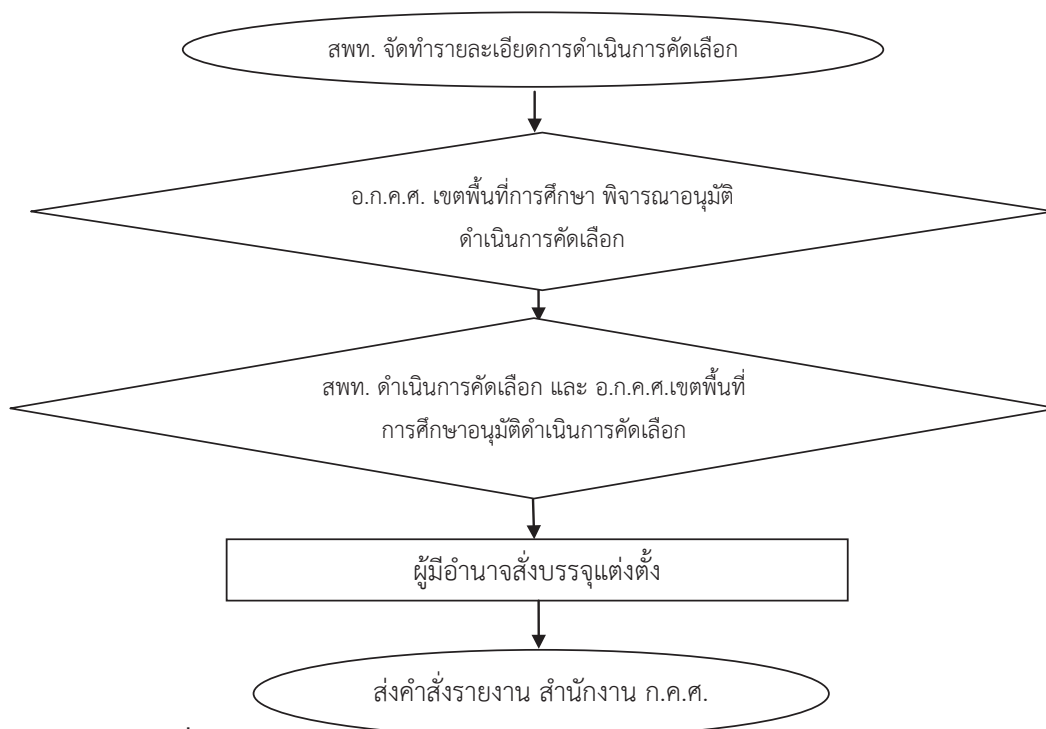 สพท. จัดทำรายละเอียดการดำเนินการคัดเลือก
อ.ก.ค.ศ. เขตพื้นที่การศึกษา พิจารณาอนุมัติ
ดำเนินการคัดเลือก
สพท. ดำเนินการคัดเลือก และ อ.ก.ค.ศ.เขตพื้นที่
การศึกษาอนุมัติดำเนินการคัดเลือก
ผู้มีอำนาจสั่งบรรจุแต่งตั้ง
ส่งคำสั่งรายงาน สำนักงาน ก.ค.ศ.